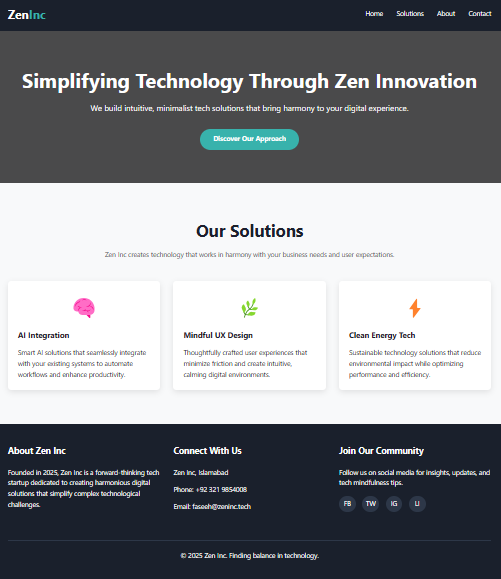 ZenInc
Home Solutions About Contact
Simplifying Technology Through Zen Innovation
We build intuitive, minimalist tech solutions that bring harmony to your digital experience.
Discover Our Approach
Our Solutions
Zen Inc creates technology that works in harmony with your business needs and user expectations.
AI Integration
Smart AI solutions that seamlessly integrate
with your existing systems to automate
workflows and enhance productivity.
Mindful UX Design
Thoughtfully crafted user experiences that
minimize friction and create intuitive,
calming digital environments.
Clean Energy Tech
Sustainable technology solutions that reduce
environmental impact while optimizing
performance and efficiency.
About Zen Inc
Founded in 2025, Zen Inc is a forward-thinking tech
startup dedicated to creating harmonious digital
solutions that simplify complex technological
challenges.
Connect With Us
Zen Inc, Islamabad
Phone: +92 321 9854008
Email: faseeh@zeninc.tech
Join Our Community
Follow us on social media for insights, updates, and
tech mindfulness tips.
FB TW IG LI
© 2025 Zen Inc. Finding balance in technology.